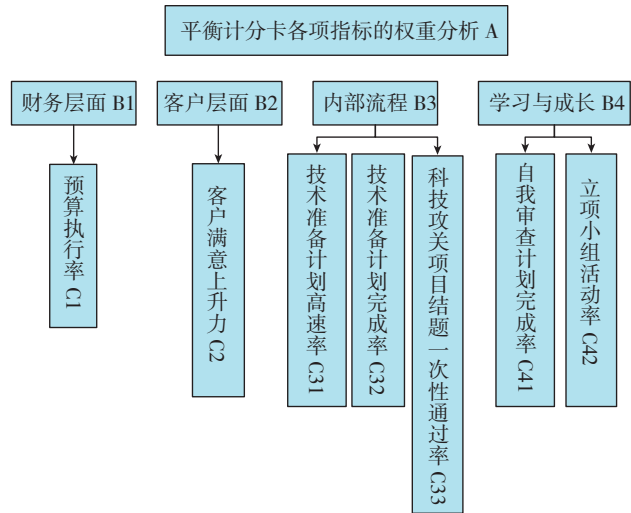 平衡计分卡各项指标的权重分析 A
财务层面 B1
客户层面 B2
内部流程 B3
学习与成长 B4
预算执行率 C1
客户满意上升力 C2
技术准备计划高速率 C31
技术准备计划完成率 C32
科技攻关项目结题一次性通过率 C33
自我审查计划完成率 C41
立项小组活动率 C42